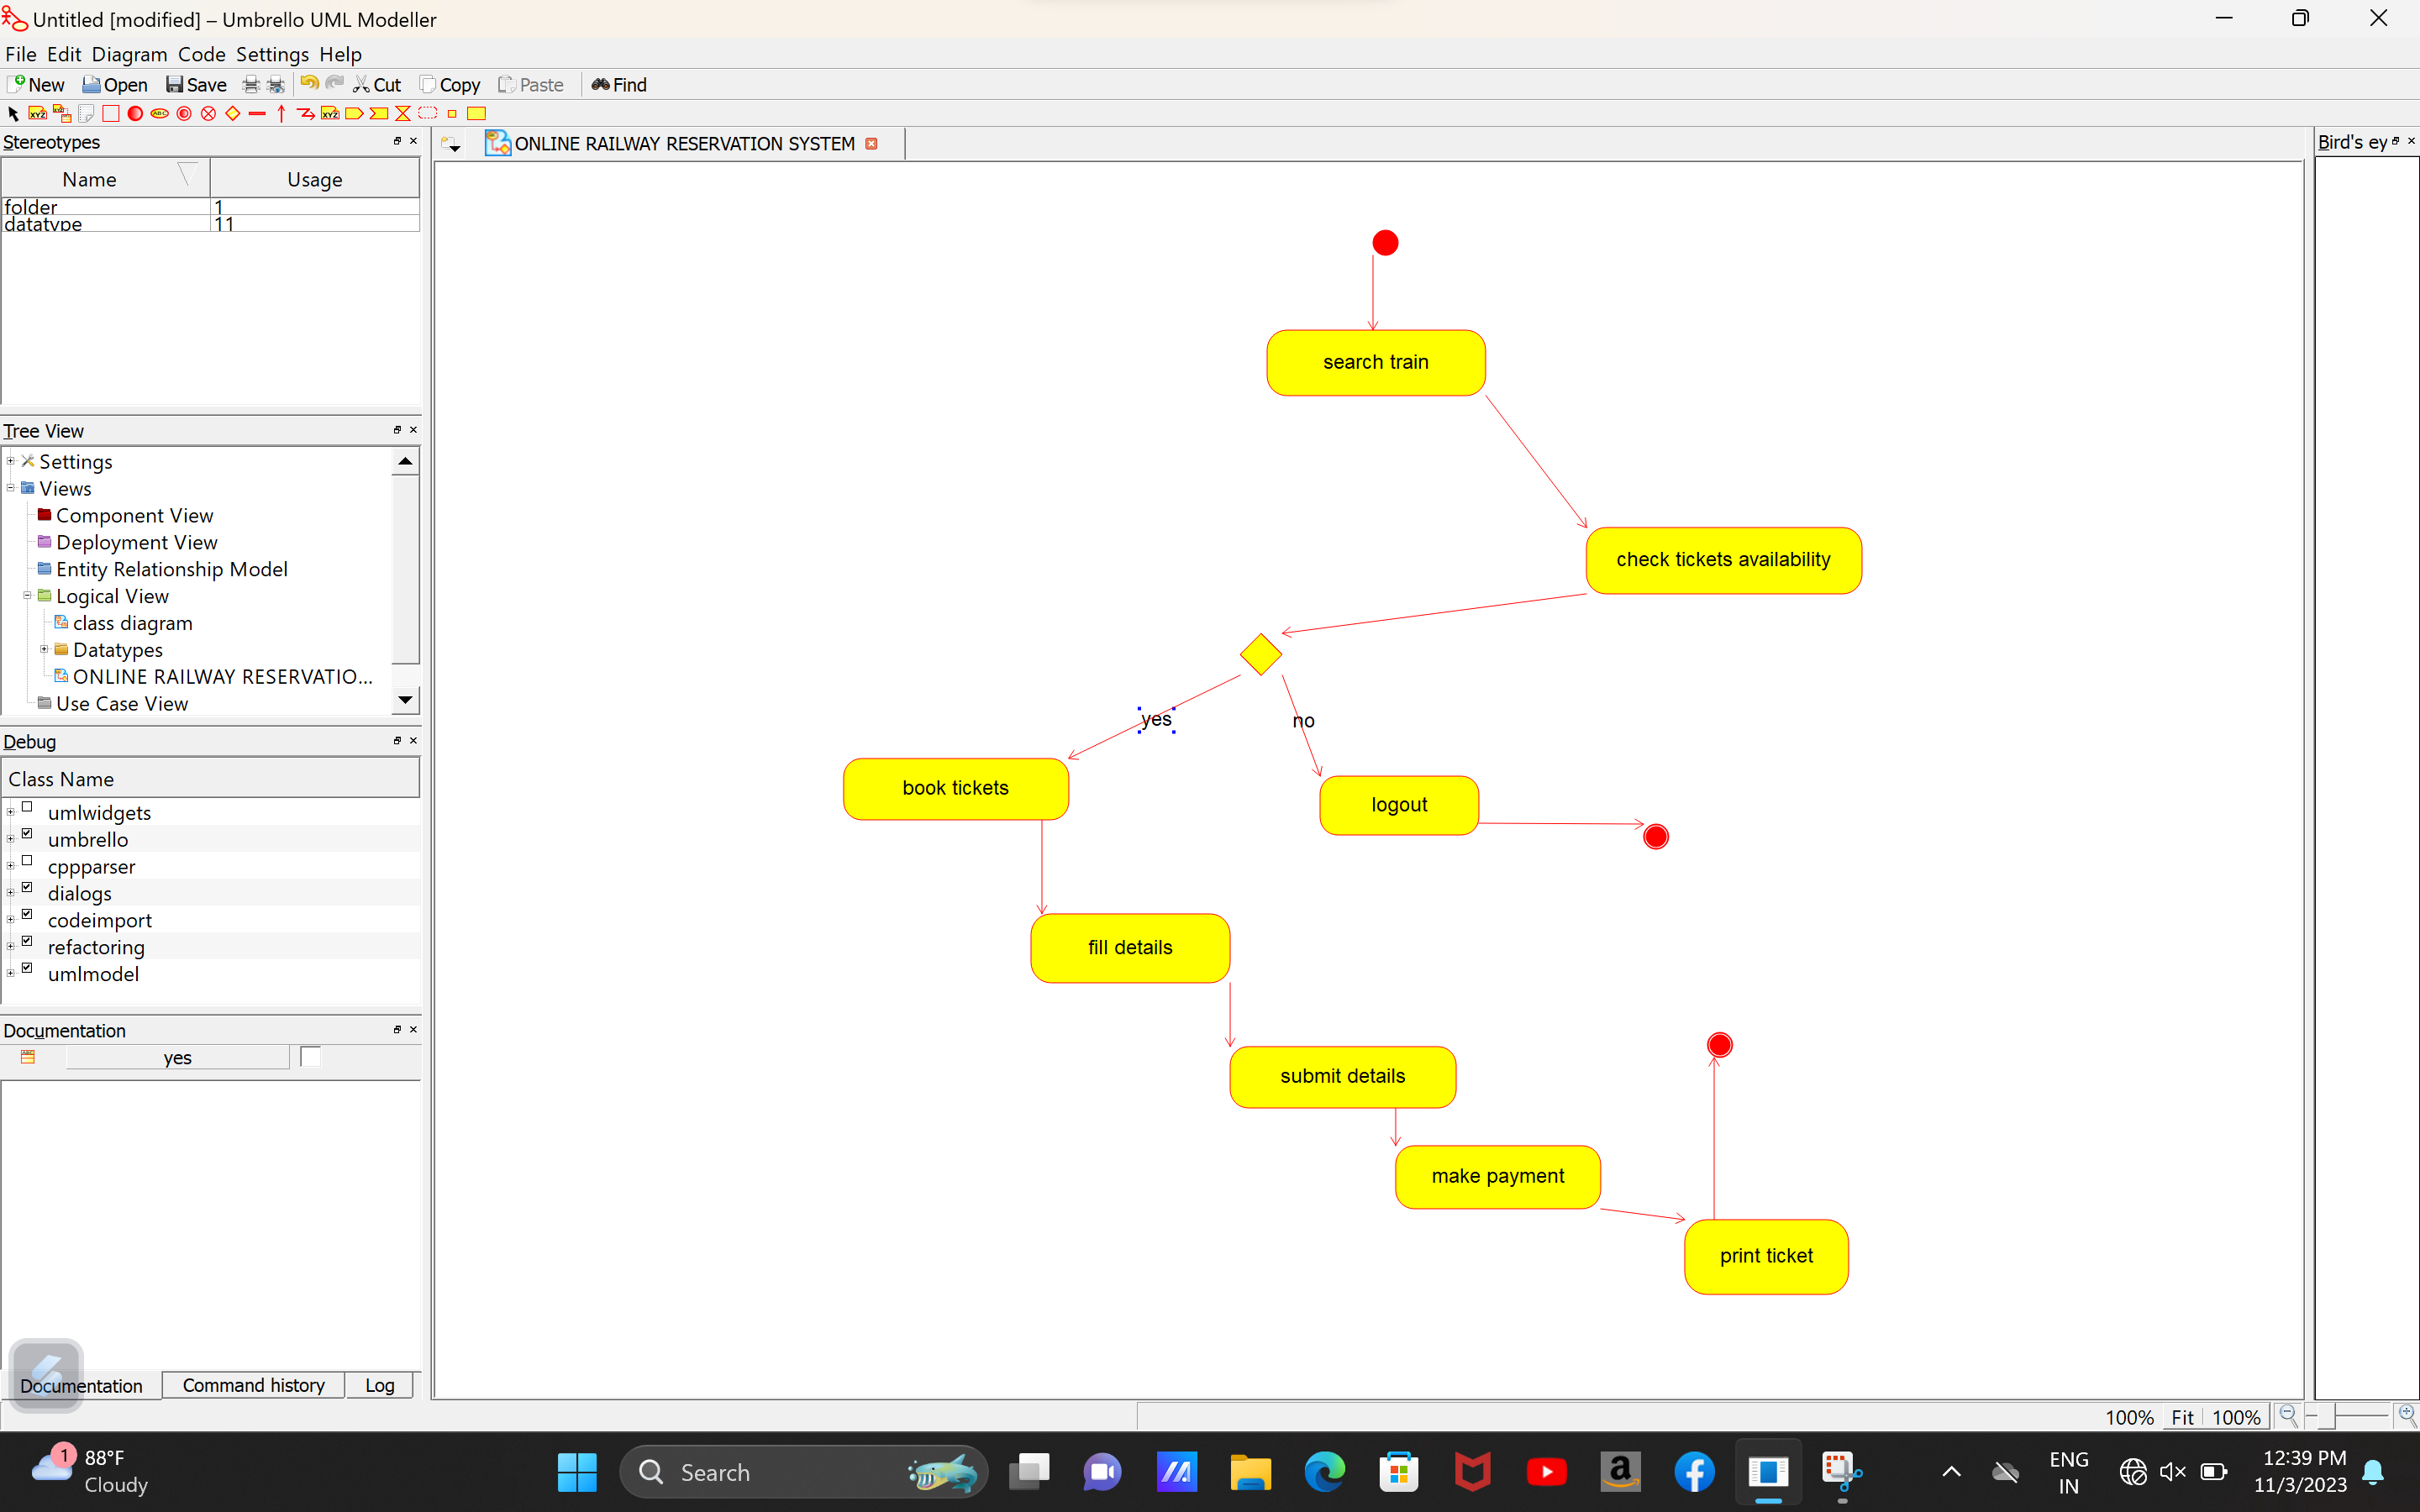 Untitled [modified] – Umbrello UML Modeller
File Edit Diagram Code Settings Help
New Open Save Cut Copy Paste Find
Stereotypes
Name Usage
folder 1
datatype 11
Tree View
Settings
Views
Component View
Deployment View
Entity Relationship Model
Logical View
class diagram
Datatypes
ONLINE RAILWAY RESERVATIO...
Use Case View
Debug
Class Name
umlwidgets
umbrello
cppparser
dialogs
codeimport
refactoring
umlmodel
Documentation
yes
Documentation Command history Log
ONLINE RAILWAY RESERVATION SYSTEM
search train
check tickets availability
yes
no
book tickets
logout
fill details
submit details
make payment
print ticket
Bird's ey
100% Fit 100%
1
88°F
Cloudy
Search
ENG
IN
12:39 PM
11/3/2023